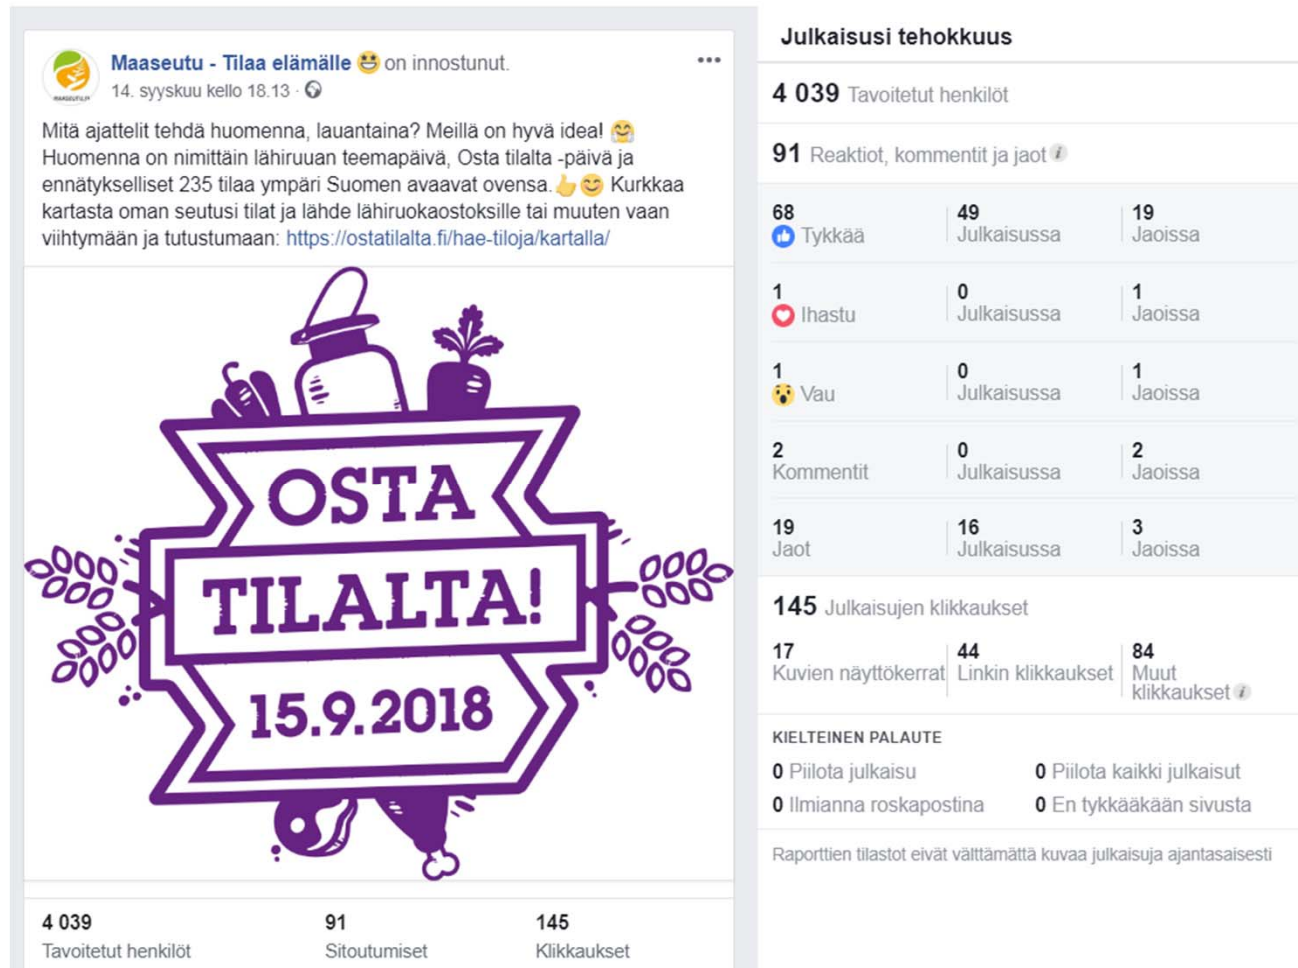 Maaseutu - Tilaa elämälle 😃 on innostunut.
14. syyskuu kello 18.13 ·
MAASEUTU.FI
Mitä ajattelit tehdä huomenna, lauantaina? Meillä on hyvä idea! 🤗
Huomenna on nimittäin lähiruuan teemapäivä, Osta tilalta -päivä ja
ennätykselliset 235 tilaa ympäri Suomen avaavat ovensa.👍😊 Kurkkaa
kartasta oman seutusi tilat ja lähde lähiruokaostoksille tai muuten vaan
viihtymään ja tutustumaan: https://ostatilalta.fi/hae-tiloja/kartalla/
OSTA
TILALTA!
15.9.2018
4 039 91 145
Tavoitetut henkilöt Sitoutumiset Klikkaukset
Julkaisusi tehokkuus
4 039 Tavoitetut henkilöt
91 Reaktiot, kommentit ja jaot i
68 49 19
Tykkää Julkaisussa Jaoissa
1 0 1
Ihastu Julkaisussa Jaoissa
1 0 1
Vau Julkaisussa Jaoissa
2 0 2
Kommentit Julkaisussa Jaoissa
19 16 3
Jaot Julkaisussa Jaoissa
145 Julkaisujen klikkaukset
17 44 84
Kuvien näyttökerrat Linkin klikkaukset Muut
klikkaukset i
KIELTEINEN PALAUTE
0 Piilota julkaisu 0 Piilota kaikki julkaisut
0 Ilmianna roskapostina 0 En tykkääkään sivusta
Raporttien tilastot eivät välttämättä kuvaa julkaisuja ajantasaisesti